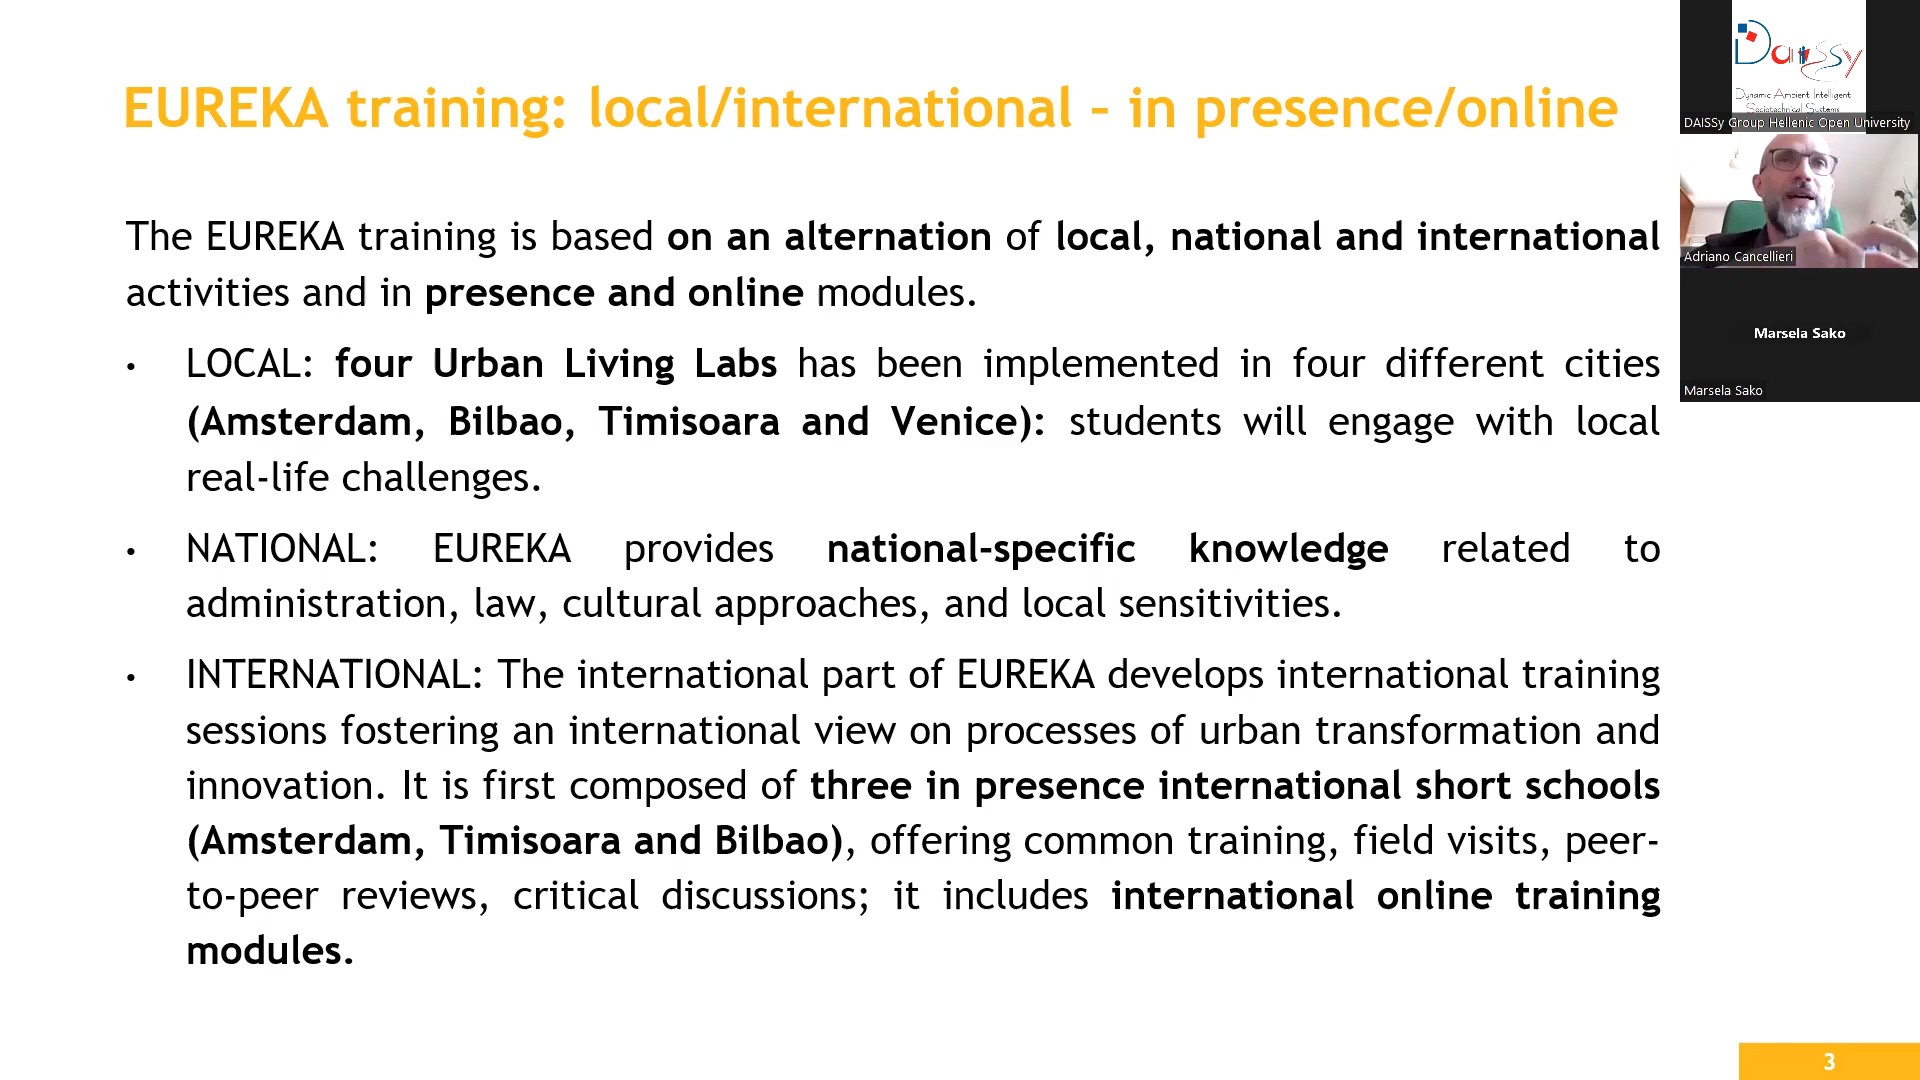 EUREKA training: local/international – in presence/online
The EUREKA training is based on an alternation of local, national and international
activities and in presence and online modules.
• LOCAL: four Urban Living Labs has been implemented in four different cities
(Amsterdam, Bilbao, Timisoara and Venice): students will engage with local
real-life challenges.
• NATIONAL: EUREKA provides national-specific knowledge related to
administration, law, cultural approaches, and local sensitivities.
• INTERNATIONAL: The international part of EUREKA develops international training
sessions fostering an international view on processes of urban transformation and
innovation. It is first composed of three in presence international short schools
(Amsterdam, Timisoara and Bilbao), offering common training, field visits, peer-
to-peer reviews, critical discussions; it includes international online training
modules.
3
Daissy
Dynamic Ambient Intelligent
Sociotechnical Systems
DAISSy Group Hellenic Open University
Adriano Cancellieri
Marsela Sako
Marsela Sako